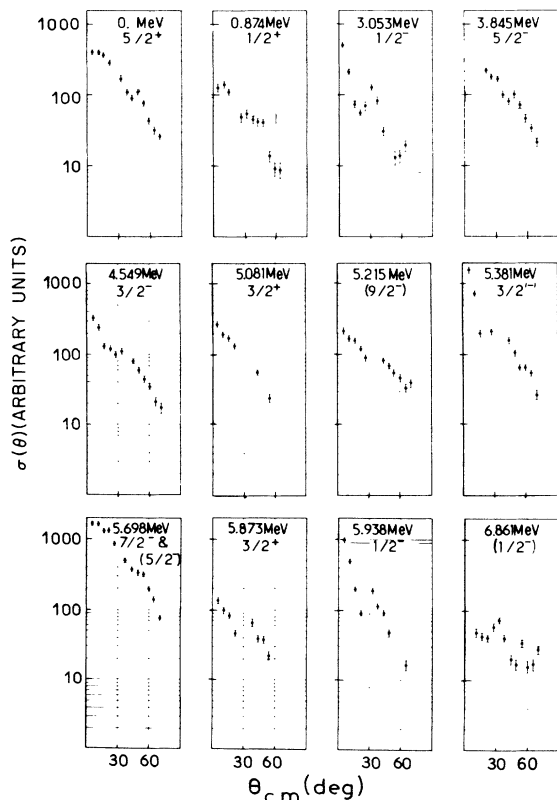 0. MeV
5/2+
0.874MeV
1/2+
3.053MeV
1/2-
3.845MeV
5/2-
1000
100
10
4.549MeV
3/2-
5.081MeV
3/2+
5.215MeV
(9/2-)
5.381MeV
3/2'-'
1000
100
10
5.698MeV
7/2- &
(5/2-)
5.873MeV
3/2+
5.938MeV
1/2-
6.861MeV
(1/2-)
1000
100
10
30 60
30 60
30 60
30 60
σ(θ)(ARBITRARY UNITS)
θc.m.(deg)